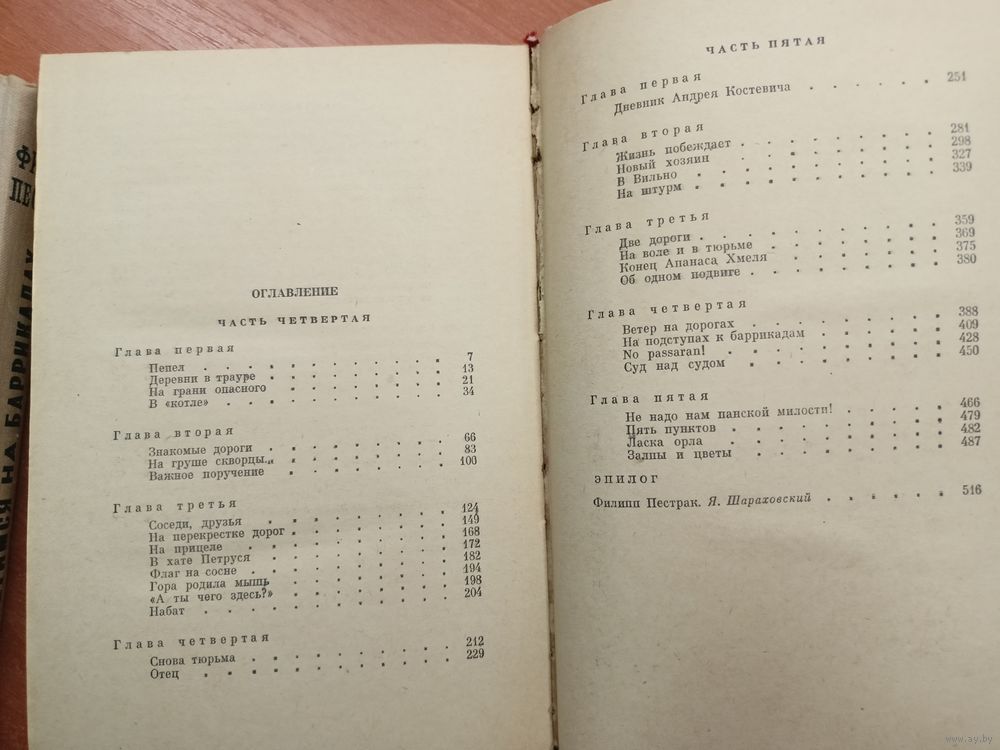 ОГЛАВЛЕНИЕ
ЧАСТЬ ЧЕТВЕРТАЯ
Глава первая
Пепел . . . . . . . . . . 7
Деревни в трауре . . . . . . . . 13
На грани опасного . . . . . . . . 21
В «котле» . . . . . . . . . . 34
Глава вторая
Знакомые дороги . . . . . . . . 66
На груше скворцы... . . . . . . . 83
Важное поручение . . . . . . . . 100
Глава третья
Соседи, друзья . . . . . . . . 124
На перекрестке дорог . . . . . . . 149
На прицеле . . . . . . . . . 168
В хате Петруся . . . . . . . . 172
Флаг на сосне . . . . . . . . 182
Гора родила мышь . . . . . . . . 194
«А ты чего здесь?» . . . . . . . 198
Набат . . . . . . . . . . 204
Глава четвертая
Снова тюрьма . . . . . . . . . 212
Отец . . . . . . . . . . 229
ЧАСТЬ ПЯТАЯ
Глава первая
Дневник Андрея Костевича . . . . . . 251
Глава вторая
Жизнь побеждает . . . . . . . . 281
Новый хозяин . . . . . . . . 298
В Вильно . . . . . . . . . . 327
На штурм . . . . . . . . . . 339
Глава третья
Две дороги . . . . . . . . . 359
На воле и в тюрьме . . . . . . . 369
Конец Апанаса Хмеля . . . . . . . 375
Об одном подвиге . . . . . . . . 380
Глава четвертая
Ветер на дорогах . . . . . . . . 388
На подступах к баррикадам . . . . . . 409
No passaran! . . . . . . . . . 428
Суд над судом . . . . . . . . 450
Глава пятая
Не надо нам панской милости! . . . . . 466
Пять пунктов . . . . . . . . . 479
Ласка орла . . . . . . . . . 482
Залпы и цветы . . . . . . . . 487
ЭПИЛОГ
Филипп Пестрак. Я. Шараховский . . . . . . 516
НА БАРРИКАДАХ
www.ay.by